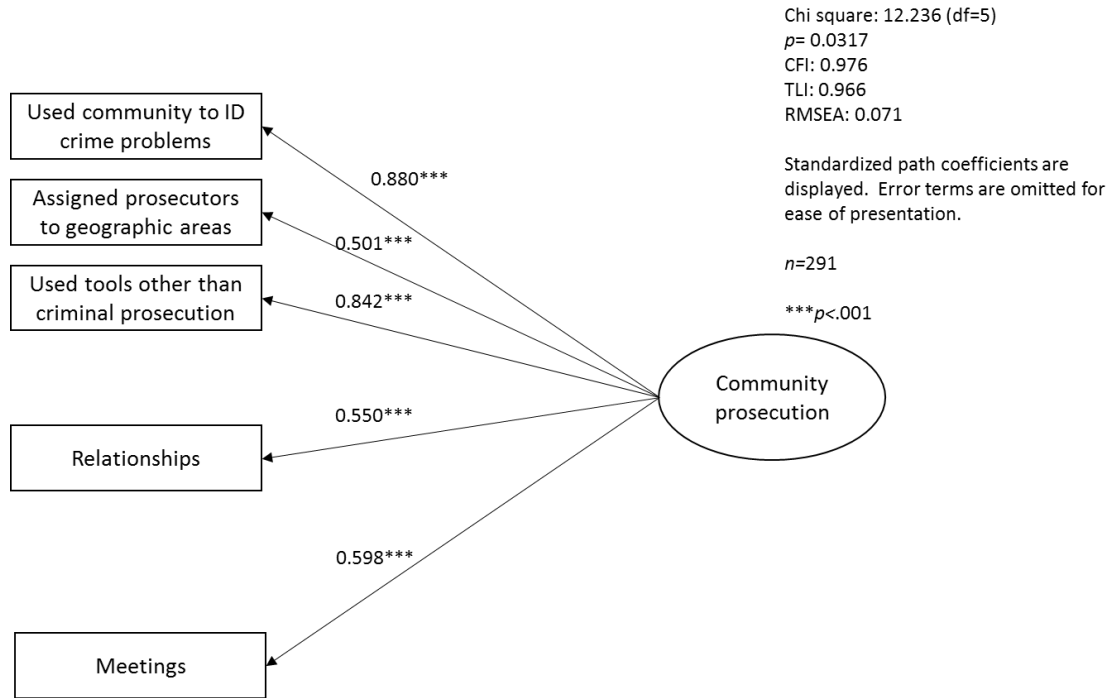 Chi square: 12.236 (df=5)
p= 0.0317
CFI: 0.976
TLI: 0.966
RMSEA: 0.071
Standardized path coefficients are
displayed.  Error terms are omitted for
ease of presentation.
n=291
***p<.001
Used community to ID
crime problems
0.880***
Assigned prosecutors
to geographic areas
0.501***
Used tools other than
criminal prosecution
0.842***
Community
prosecution
Relationships
0.550***
0.598***
Meetings